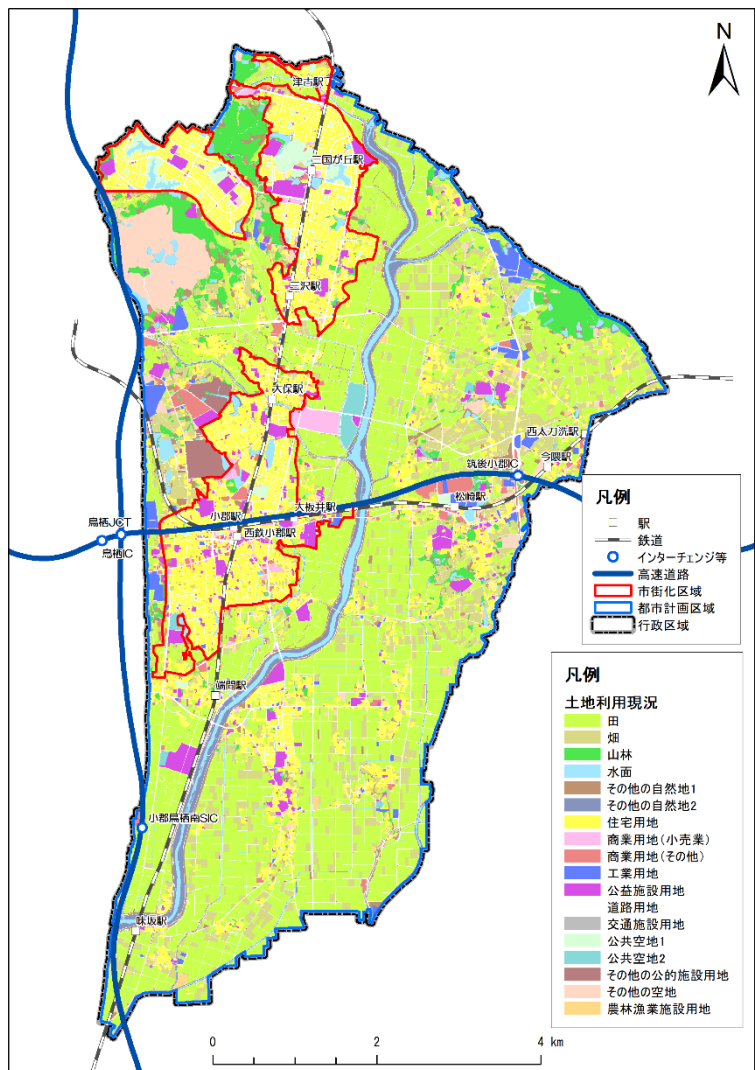 N
津古駅
三国が丘駅
三沢駅
大保駅
西太刀洗駅
今隈駅
筑後小郡IC
松崎駅
大板井駅
小郡駅
西鉄小郡駅
鳥栖JCT
鳥栖IC
端間駅
小郡鳥栖南SIC
味坂駅
凡例
駅
鉄道
インターチェンジ等
高速道路
市街化区域
都市計画区域
行政区域
凡例
土地利用現況
田
畑
山林
水面
その他の自然地1
その他の自然地2
住宅用地
商業用地(小売業)
商業用地(その他)
工業用地
公益施設用地
道路用地
交通施設用地
公共空地1
公共空地2
その他の公的施設用地
その他の空地
農林漁業施設用地
0 2 4 km